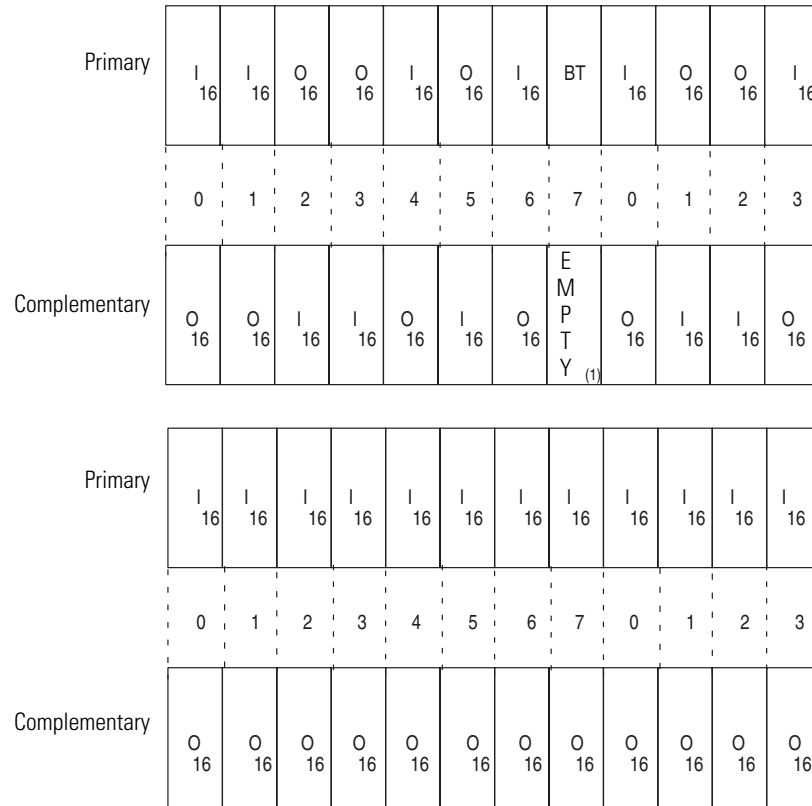 Primary
I 16 I 16 O 16 O 16 I 16 O 16 I 16 BT I 16 O 16 O 16 I 16
0 1 2 3 4 5 6 7 0 1 2 3
Complementary
O 16 O 16 I 16 I 16 O 16 I 16 O 16 EMPTY (1) O 16 I 16 I 16 O 16
Primary
I 16 I 16 I 16 I 16 I 16 I 16 I 16 I 16 I 16 I 16 I 16 I 16
0 1 2 3 4 5 6 7 0 1 2 3
Complementary
O 16 O 16 O 16 O 16 O 16 O 16 O 16 O 16 O 16 O 16 O 16 O 16